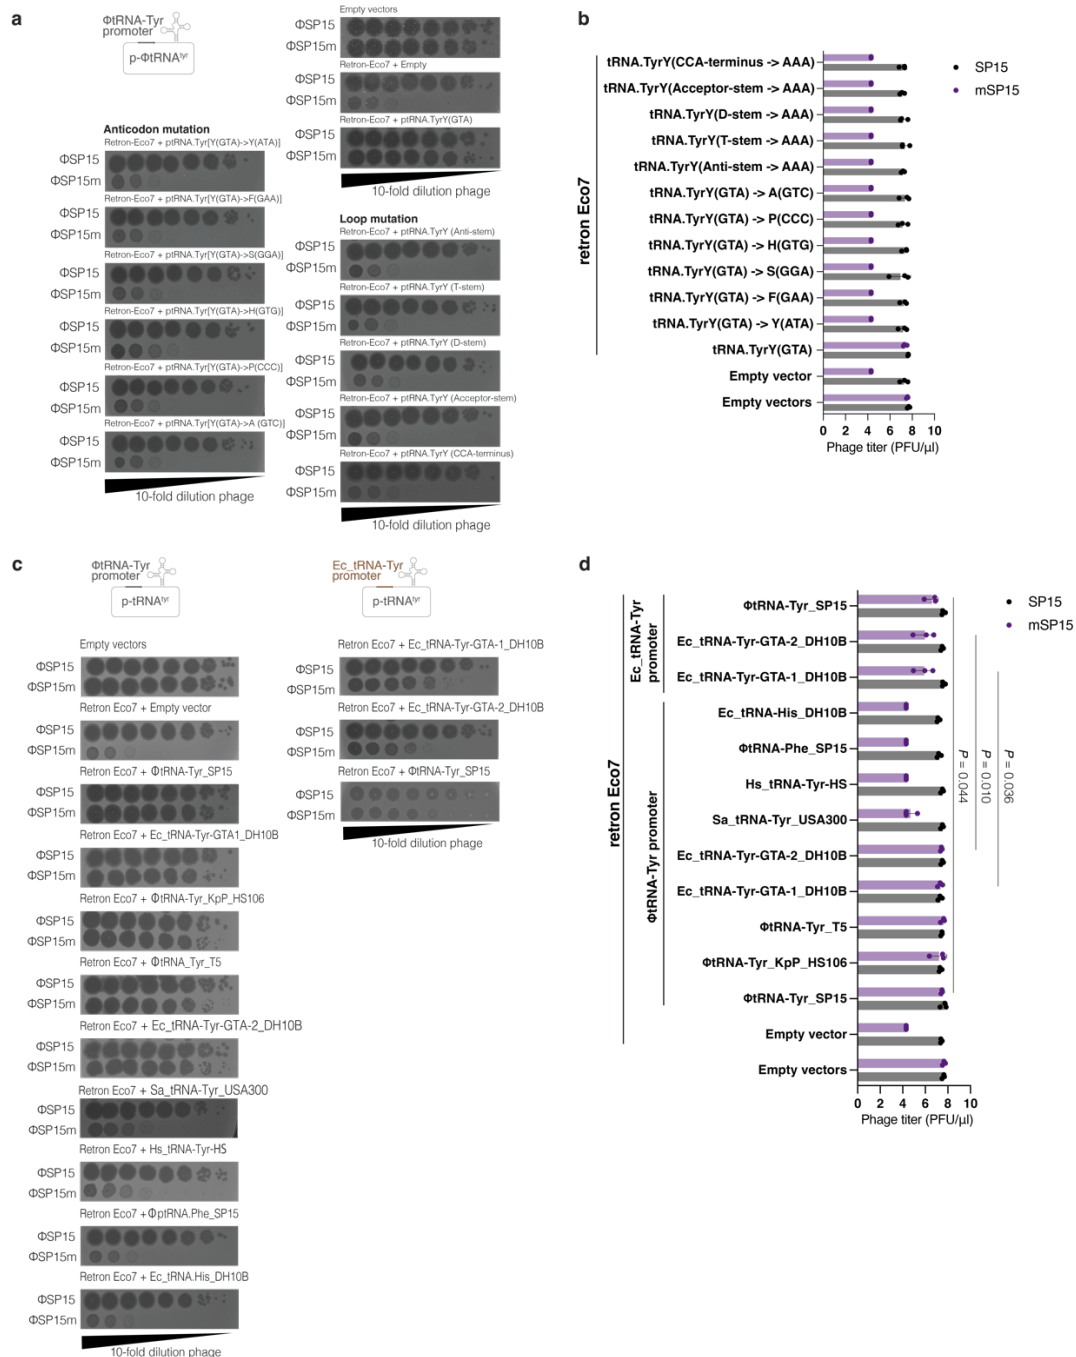 a
ΦtRNA-Tyr
promoter
p-ΦtRNAtyr
Anticodon mutation
Retron-Eco7 + ptRNA.Tyr[Y(GTA)->Y(ATA)]
ΦSP15
ΦSP15m
Retron-Eco7 + ptRNA.Tyr[Y(GTA)->F(GAA)]
ΦSP15
ΦSP15m
Retron-Eco7 + ptRNA.Tyr[Y(GTA)->S(GGA)]
ΦSP15
ΦSP15m
Retron-Eco7 + ptRNA.Tyr[Y(GTA)->H(GTG)]
ΦSP15
ΦSP15m
Retron-Eco7 + ptRNA.Tyr[Y(GTA)->P(CCC)]
ΦSP15
ΦSP15m
Retron-Eco7 + ptRNA.Tyr[Y(GTA)->A (GTC)]
ΦSP15
ΦSP15m
10-fold dilution phage
Empty vectors
ΦSP15
ΦSP15m
Retron-Eco7 + Empty
ΦSP15
ΦSP15m
Retron-Eco7 + ptRNA.TyrY(GTA)
ΦSP15
ΦSP15m
10-fold dilution phage
Loop mutation
Retron-Eco7 + ptRNA.TyrY (Anti-stem)
ΦSP15
ΦSP15m
Retron-Eco7 + ptRNA.TyrY (T-stem)
ΦSP15
ΦSP15m
Retron-Eco7 + ptRNA.TyrY (D-stem)
ΦSP15
ΦSP15m
Retron-Eco7 + ptRNA.TyrY (Acceptor-stem)
ΦSP15
ΦSP15m
Retron-Eco7 + ptRNA.TyrY (CCA-terminus)
ΦSP15
ΦSP15m
10-fold dilution phage
b
retron Eco7
tRNA.TyrY(CCA-terminus -> AAA)
tRNA.TyrY(Acceptor-stem -> AAA)
tRNA.TyrY(D-stem -> AAA)
tRNA.TyrY(T-stem -> AAA)
tRNA.TyrY(Anti-stem -> AAA)
tRNA.TyrY(GTA) -> A(GTC)
tRNA.TyrY(GTA) -> P(CCC)
tRNA.TyrY(GTA) -> H(GTG)
tRNA.TyrY(GTA) -> S(GGA)
tRNA.TyrY(GTA) -> F(GAA)
tRNA.TyrY(GTA) -> Y(ATA)
tRNA.TyrY(GTA)
Empty vector
Empty vectors
0 2 4 6 8 10
Phage titer (PFU/µl)
SP15
mSP15
c
ΦtRNA-Tyr
promoter
p-tRNAtyr
Empty vectors
ΦSP15
ΦSP15m
Retron Eco7 + Empty vector
ΦSP15
ΦSP15m
Retron Eco7 + ΦtRNA-Tyr_SP15
ΦSP15
ΦSP15m
Retron Eco7 + Ec_tRNA-Tyr-GTA1_DH10B
ΦSP15
ΦSP15m
Retron Eco7 + ΦtRNA-Tyr_KpP_HS106
ΦSP15
ΦSP15m
Retron Eco7 + ΦtRNA_Tyr_T5
ΦSP15
ΦSP15m
Retron Eco7 + Ec_tRNA-Tyr-GTA-2_DH10B
ΦSP15
ΦSP15m
Retron Eco7 + Sa_tRNA-Tyr_USA300
ΦSP15
ΦSP15m
Retron Eco7 + Hs_tRNA-Tyr-HS
ΦSP15
ΦSP15m
Retron Eco7 +ΦptRNA.Phe_SP15
ΦSP15
ΦSP15m
Retron Eco7 + Ec_tRNA.His_DH10B
ΦSP15
ΦSP15m
10-fold dilution phage
Ec_tRNA-Tyr
promoter
p-tRNAtyr
Retron Eco7 + Ec_tRNA-Tyr-GTA-1_DH10B
ΦSP15
ΦSP15m
Retron Eco7 + Ec_tRNA-Tyr-GTA-2_DH10B
ΦSP15
ΦSP15m
Retron Eco7 + ΦtRNA-Tyr_SP15
ΦSP15
ΦSP15m
10-fold dilution phage
d
retron Eco7
Ec_tRNA-Tyr
promoter
ΦtRNA-Tyr promoter
ΦtRNA-Tyr_SP15
Ec_tRNA-Tyr-GTA-2_DH10B
Ec_tRNA-Tyr-GTA-1_DH10B
Ec_tRNA-His_DH10B
ΦtRNA-Phe_SP15
Hs_tRNA-Tyr-HS
Sa_tRNA-Tyr_USA300
Ec_tRNA-Tyr-GTA-2_DH10B
Ec_tRNA-Tyr-GTA-1_DH10B
ΦtRNA-Tyr_T5
ΦtRNA-Tyr_KpP_HS106
ΦtRNA-Tyr_SP15
Empty vector
Empty vectors
0 2 4 6 8 10
Phage titer (PFU/µl)
P = 0.044
P = 0.010
P = 0.036
SP15
mSP15